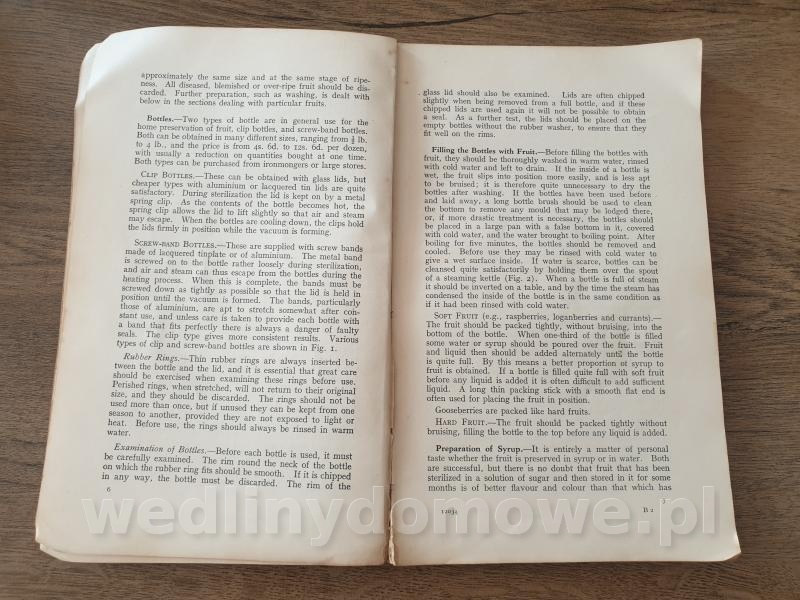 approximately the same size and at the same stage of ripe-
ness. All diseased, blemished or over-ripe fruit should be dis-
carded. Further preparation, such as washing, is dealt with
below in the sections dealing with particular fruits.
Bottles.—Two types of bottle are in general use for the
home preservation of fruit, clip bottles, and screw-band bottles.
Both can be obtained in many different sizes, ranging from ½ lb.
to 4 lb., and the price is from 4s. 6d. to 12s. 6d. per dozen,
with usually a reduction on quantities bought at one time.
Both types can be purchased from ironmongers or large stores.
CLIP BOTTLES.—These can be obtained with glass lids, but
cheaper types with aluminium or lacquered tin lids are quite
satisfactory. During sterilization the lid is kept on by a metal
spring clip. As the contents of the bottle becomes hot, the
spring clip allows the lid to lift slightly so that air and steam
may escape. When the bottles are cooling down, the clips hold
the lids firmly in position while the vacuum is forming.
SCREW-BAND BOTTLES.—These are supplied with screw bands
made of lacquered tinplate or of aluminium. The metal band
is screwed on to the bottle rather loosely during sterilization,
and air and steam can thus escape from the bottles during the
heating process. When this is complete, the bands must be
screwed down as tightly as possible so that the lid is held in
position until the vacuum is formed. The bands, particularly
those of aluminium, are apt to stretch somewhat after con-
stant use, and unless care is taken to provide each bottle with
a band that fits perfectly there is always a danger of faulty
seals. The clip type gives more consistent results. Various
types of clip and screw-band bottles are shown in Fig. 1.
Rubber Rings.—Thin rubber rings are always inserted be-
tween the bottle and the lid, and it is essential that great care
should be exercised when examining these rings before use.
Perished rings, when stretched, will not return to their original
size, and they should be discarded. The rings should not be
used more than once, but if unused they can be kept from one
season to another, provided they are not exposed to light or
heat. Before use, the rings should always be rinsed in warm
water.
Examination of Bottles.—Before each bottle is used, it must
be carefully examined. The rim round the neck of the bottle
on which the rubber ring fits should be smooth. If it is chipped
in any way, the bottle must be discarded. The rim of the
6
glass lid should also be examined. Lids are often chipped
slightly when being removed from a full bottle, and if these
chipped lids are used again it will not be possible to obtain
a seal. As a further test, the lids should be placed on the
empty bottles without the rubber washer, to ensure that they
fit well on the rims.
Filling the Bottles with Fruit.—Before filling the bottles with
fruit, they should be thoroughly washed in warm water, rinsed
with cold water and left to drain. If the inside of a bottle is
wet, the fruit slips into position more easily, and is less apt
to be bruised; it is therefore quite unnecessary to dry the
bottles after washing. If the bottles have been used before
and laid away, a long bottle brush should be used to clean
the bottom to remove any mould that may be lodged there,
or, if more drastic treatment is necessary, the bottles should
be placed in a large pan with a false bottom in it, covered
with cold water, and the water brought to boiling point. After
boiling for five minutes, the bottles should be removed and
cooled. Before use they may be rinsed with cold water to
give a wet surface inside. If water is scarce, bottles can be
cleansed quite satisfactorily by holding them over the spout
of a steaming kettle (Fig. 2). When a bottle is full of steam
it should be inverted on a table, and by the time the steam has
condensed the inside of the bottle is in the same condition as
if it had been rinsed with cold water.
SOFT FRUIT (e.g., raspberries, loganberries and currants).—
The fruit should be packed tightly, without bruising, into the
bottom of the bottle. When one-third of the bottle is filled
some water or syrup should be poured over the fruit. Fruit
and liquid then should be added alternately until the bottle
is quite full. By this means a better proportion of syrup to
fruit is obtained. If a bottle is filled quite full with soft fruit
before any liquid is added it is often difficult to add sufficient
liquid. A long thin packing stick with a smooth flat end is
often used for placing the fruit in position.
Gooseberries are packed like hard fruits.
HARD FRUIT.—The fruit should be packed tightly without
bruising, filling the bottle to the top before any liquid is added.
Preparation of Syrup.—It is entirely a matter of personal
taste whether the fruit is preserved in syrup or in water. Both
are successful, but there is no doubt that fruit that has been
sterilized in a solution of sugar and then stored in it for some
months is of better flavour and colour than that which has
12034
B 2
wedlinydomowe.pl